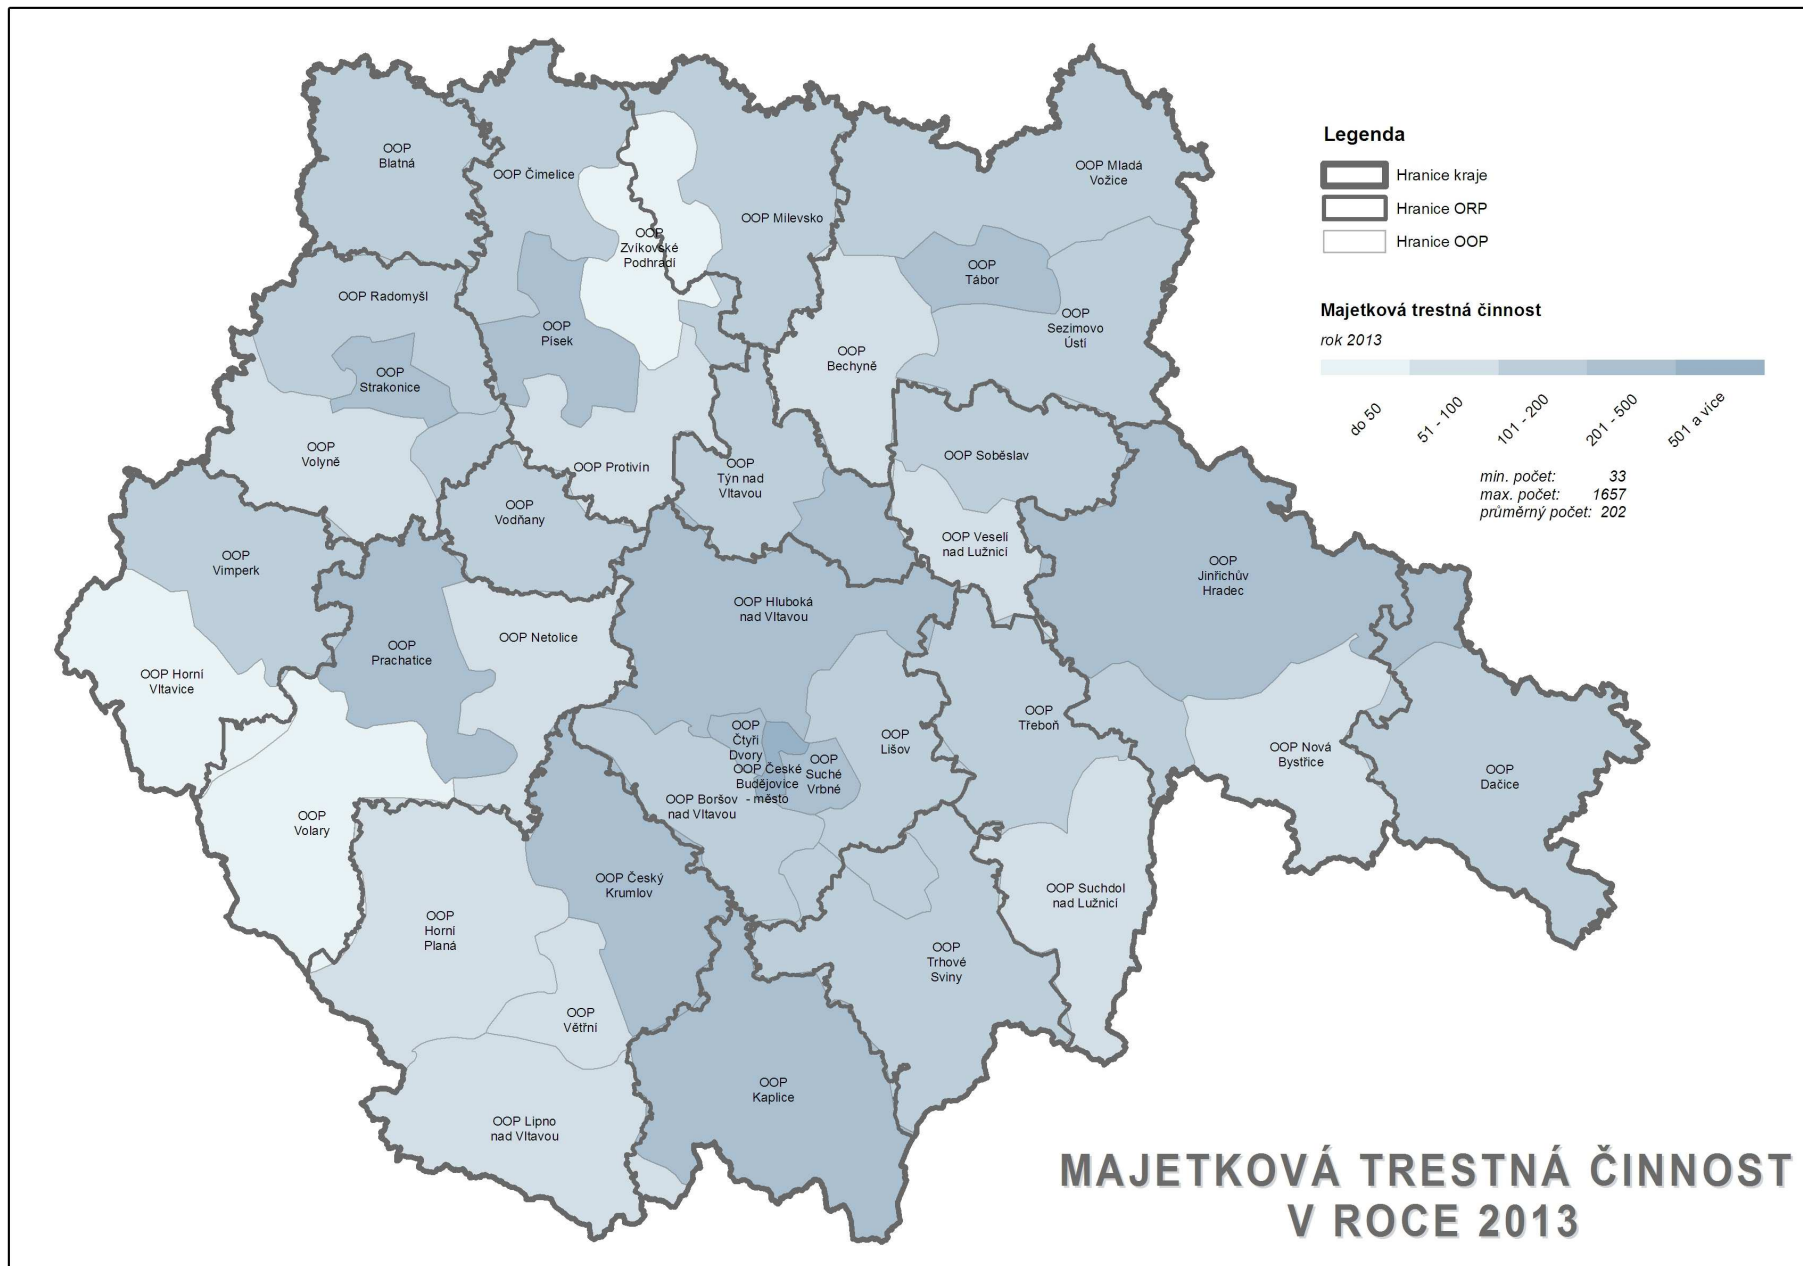 OOP
Blatná
OOP Čimelice
OOP Mladá
Vožice
OOP Milevsko
OOP
Zvíkovské
Podhradí
OOP
Tábor
OOP Radomyšl
OOP
Sezimovo
Ústí
OOP
Písek
OOP
Bechyně
OOP
Strakonice
OOP
Volyně
OOP Protivín
OOP
Týn nad
Vltavou
OOP Soběslav
OOP
Vodňany
OOP Veselí
nad Lužnicí
OOP
Vimperk
OOP
Jinřichův
Hradec
OOP Hluboká
nad Vltavou
OOP Netolice
OOP
Prachatice
OOP Horní
Vltavice
OOP
Třeboň
OOP
Čtyři
Dvory
OOP
Lišov
OOP Nová
Bystřice
OOP
Suché
Vrbné
OOP České
Budějovice
- město
OOP
Dačice
OOP Boršov
nad Vltavou
OOP
Volary
OOP Český
Krumlov
OOP Suchdol
nad Lužnicí
OOP
Horní
Planá
OOP
Trhové
Sviny
OOP
Větřní
OOP
Kaplice
OOP Lipno
nad Vltavou
Legenda
Hranice kraje
Hranice ORP
Hranice OOP
Majetková trestná činnost
rok 2013
do 50
51 - 100
101 - 200
201 - 500
501 a více
min. počet: 33
max. počet: 1657
průměrný počet: 202
MAJETKOVÁ TRESTNÁ ČINNOST
V ROCE 2013